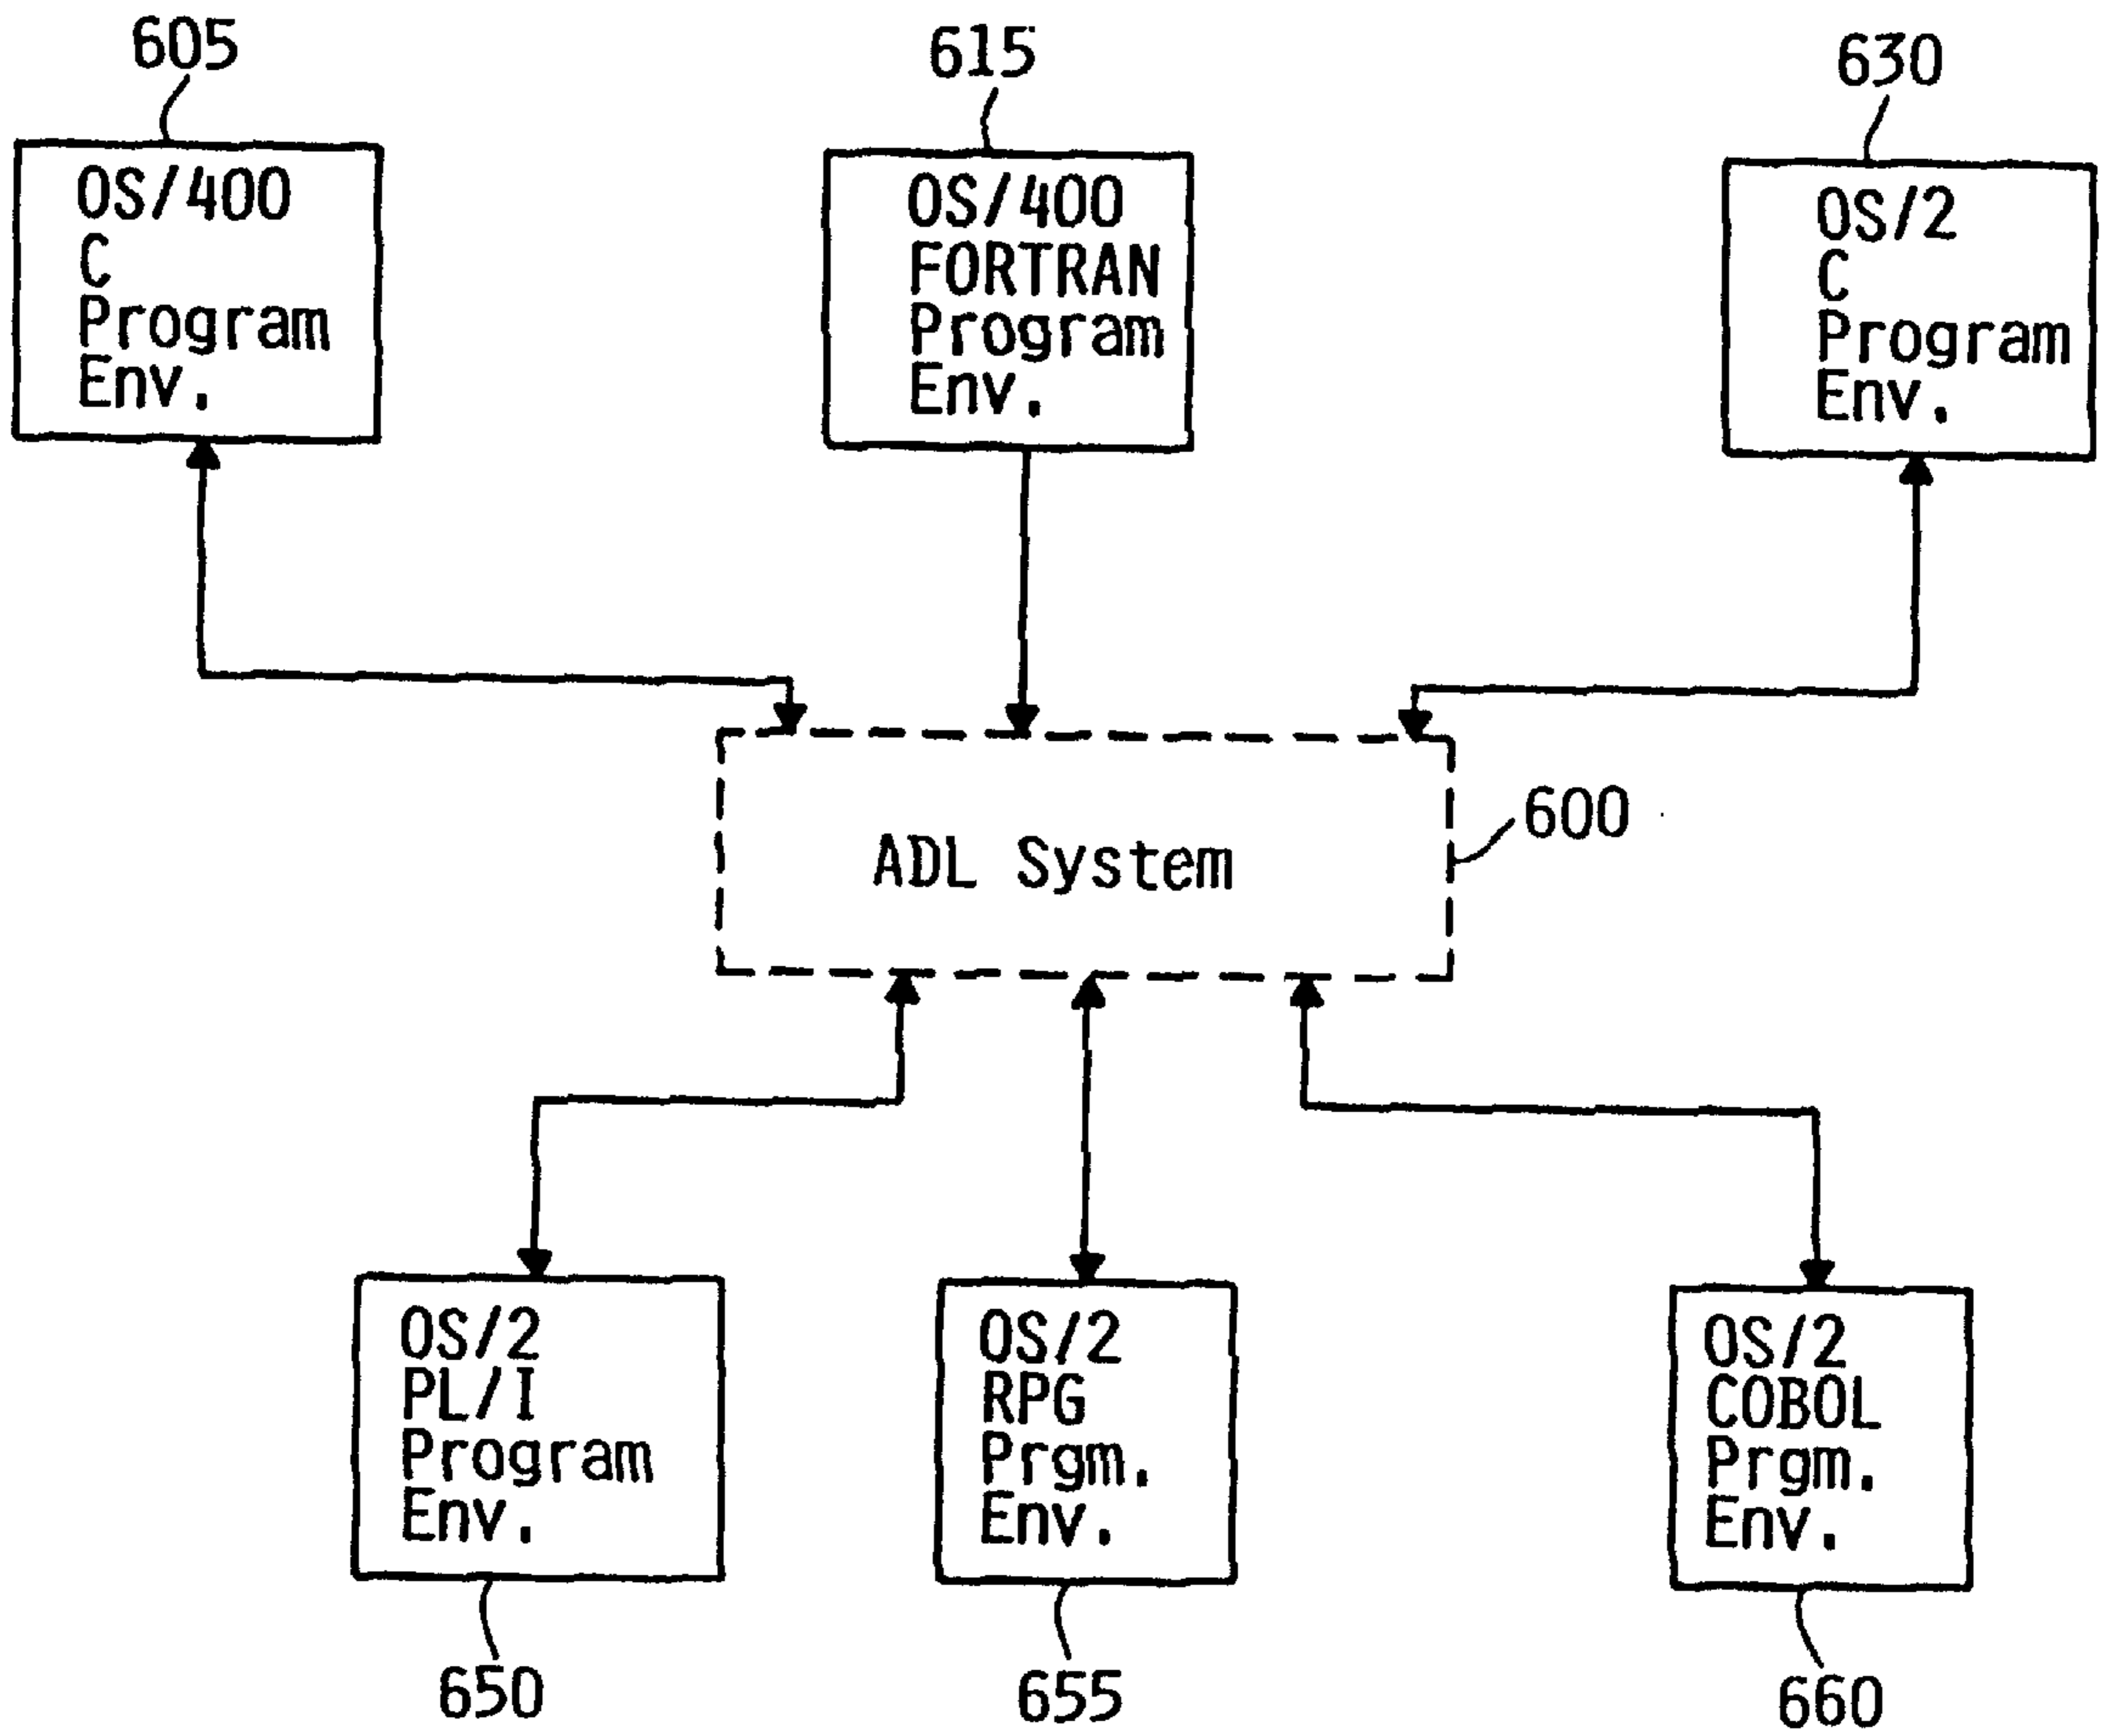 605
615
630
OS/400
C
Program
Env.
OS/400
FORTRAN
Program
Env.
OS/2
C
Program
Env.
ADL System
600
OS/2
PL/I
Program
Env.
OS/2
RPG
Prgm.
Env.
OS/2
COBOL
Prgm.
Env.
650
655
660